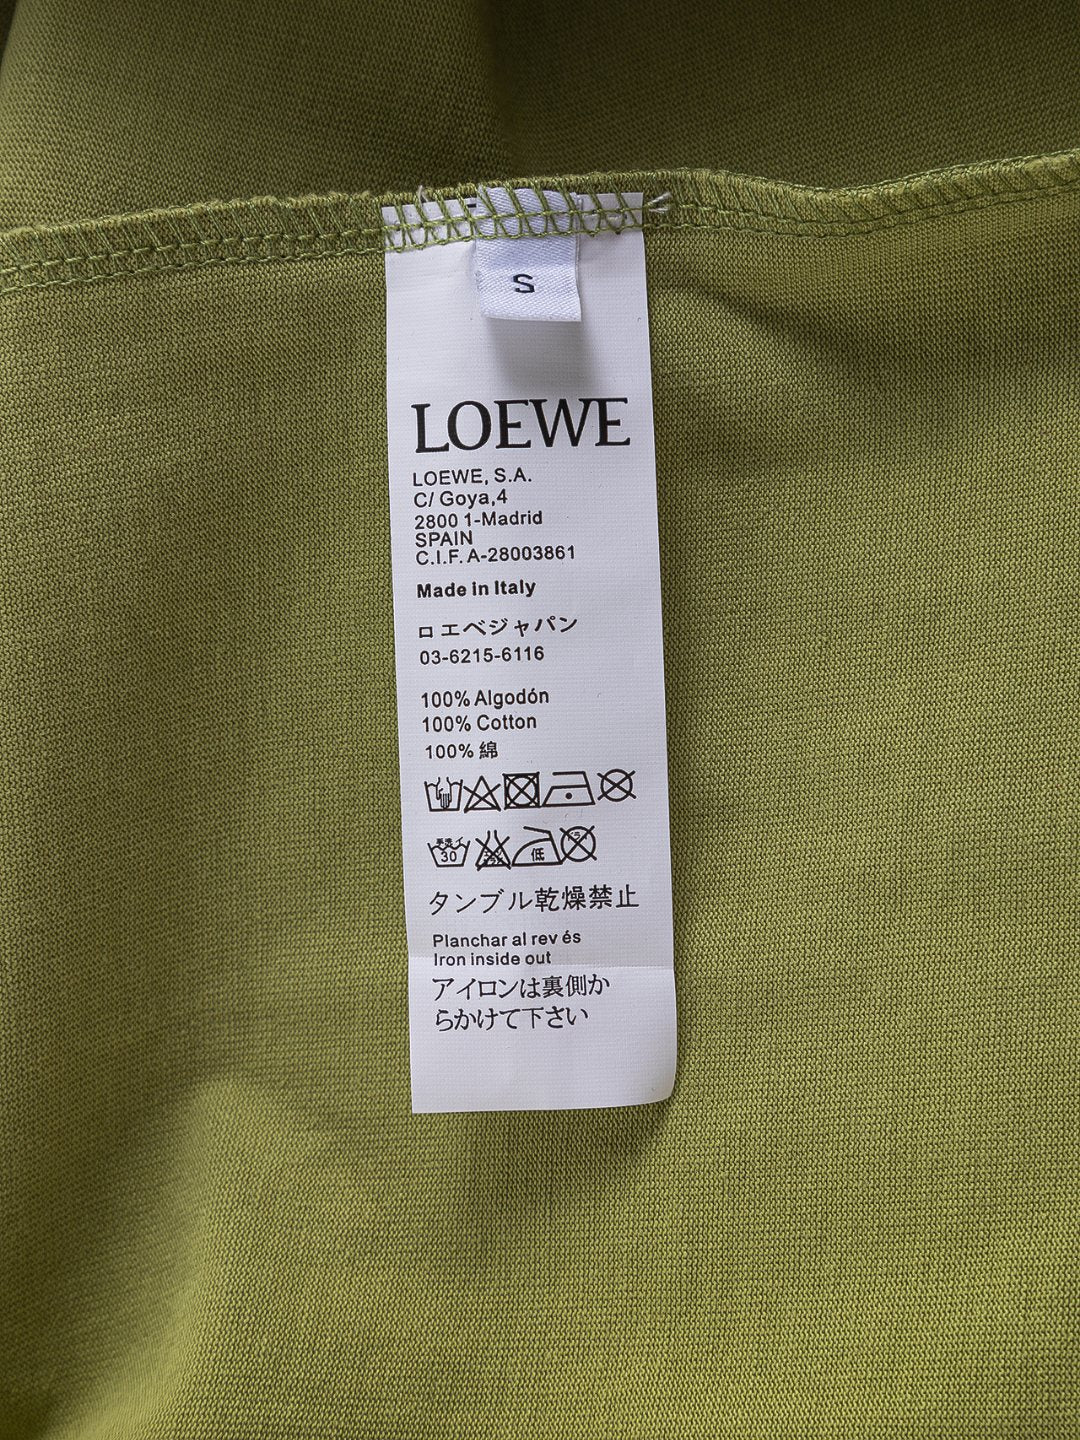 S
LOEWE
LOEWE, S.A.
C/ Goya,4
2800 1-Madrid
SPAIN
C.I.F. A-28003861
Made in Italy
ロエベジャパン
03-6215-6116
100% Algodón
100% Cotton
100% 綿
30 低
タンブル乾燥禁止
Planchar al rev és
Iron inside out
アイロンは裏側か
らかけて下さい